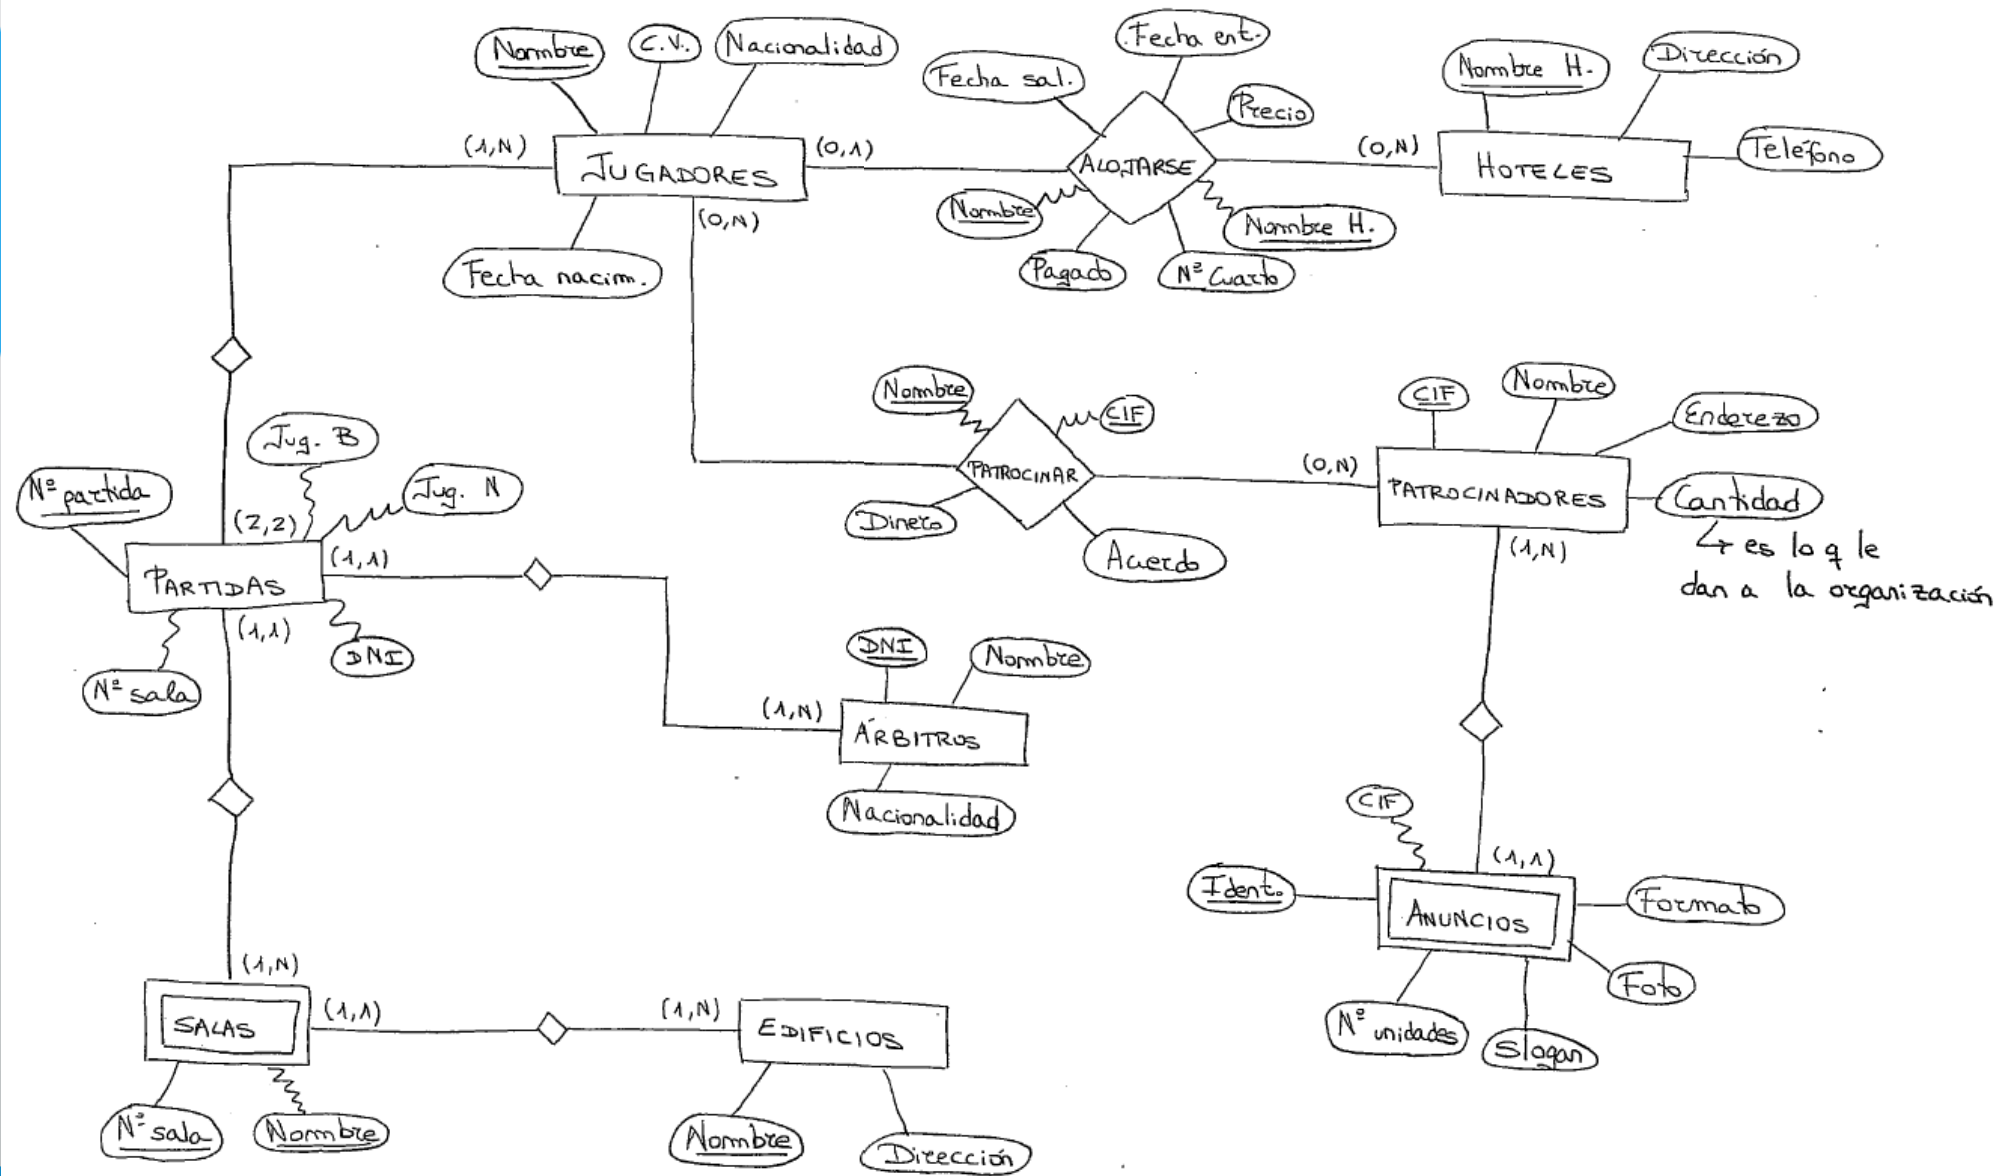 Nombre
C.V.
Nacionalidad
Fecha ent.
Fecha sal.
Precio
Nombre H.
Dirección
Teléfono
(1,N)
JUGADORES
(0,1)
ALOJARSE
(0,N)
HOTELES
(0,N)
Nombre
Nombre H.
Fecha nacim.
Pagado
Nº Cuarto
Nombre
CIF
CIF
Nombre
Enderezo
Jug. B
Jug. N
Nº partida
(2,2)
PATROCINAR
(0,N)
PATROCINADORES
Cantidad
es lo q le
dan a la organización
Dinero
Acuerdo
(1,N)
PARTIDAS
(1,1)
(1,1)
DNI
Nº sala
DNI
Nombre
(1,N)
ÁRBITROS
Nacionalidad
CIF
(1,1)
Ident.
ANUNCIOS
Formato
Foto
Nº unidades
Slogan
(1,N)
SALAS
(1,1)
(1,N)
EDIFICIOS
Nº sala
Nombre
Nombre
Dirección